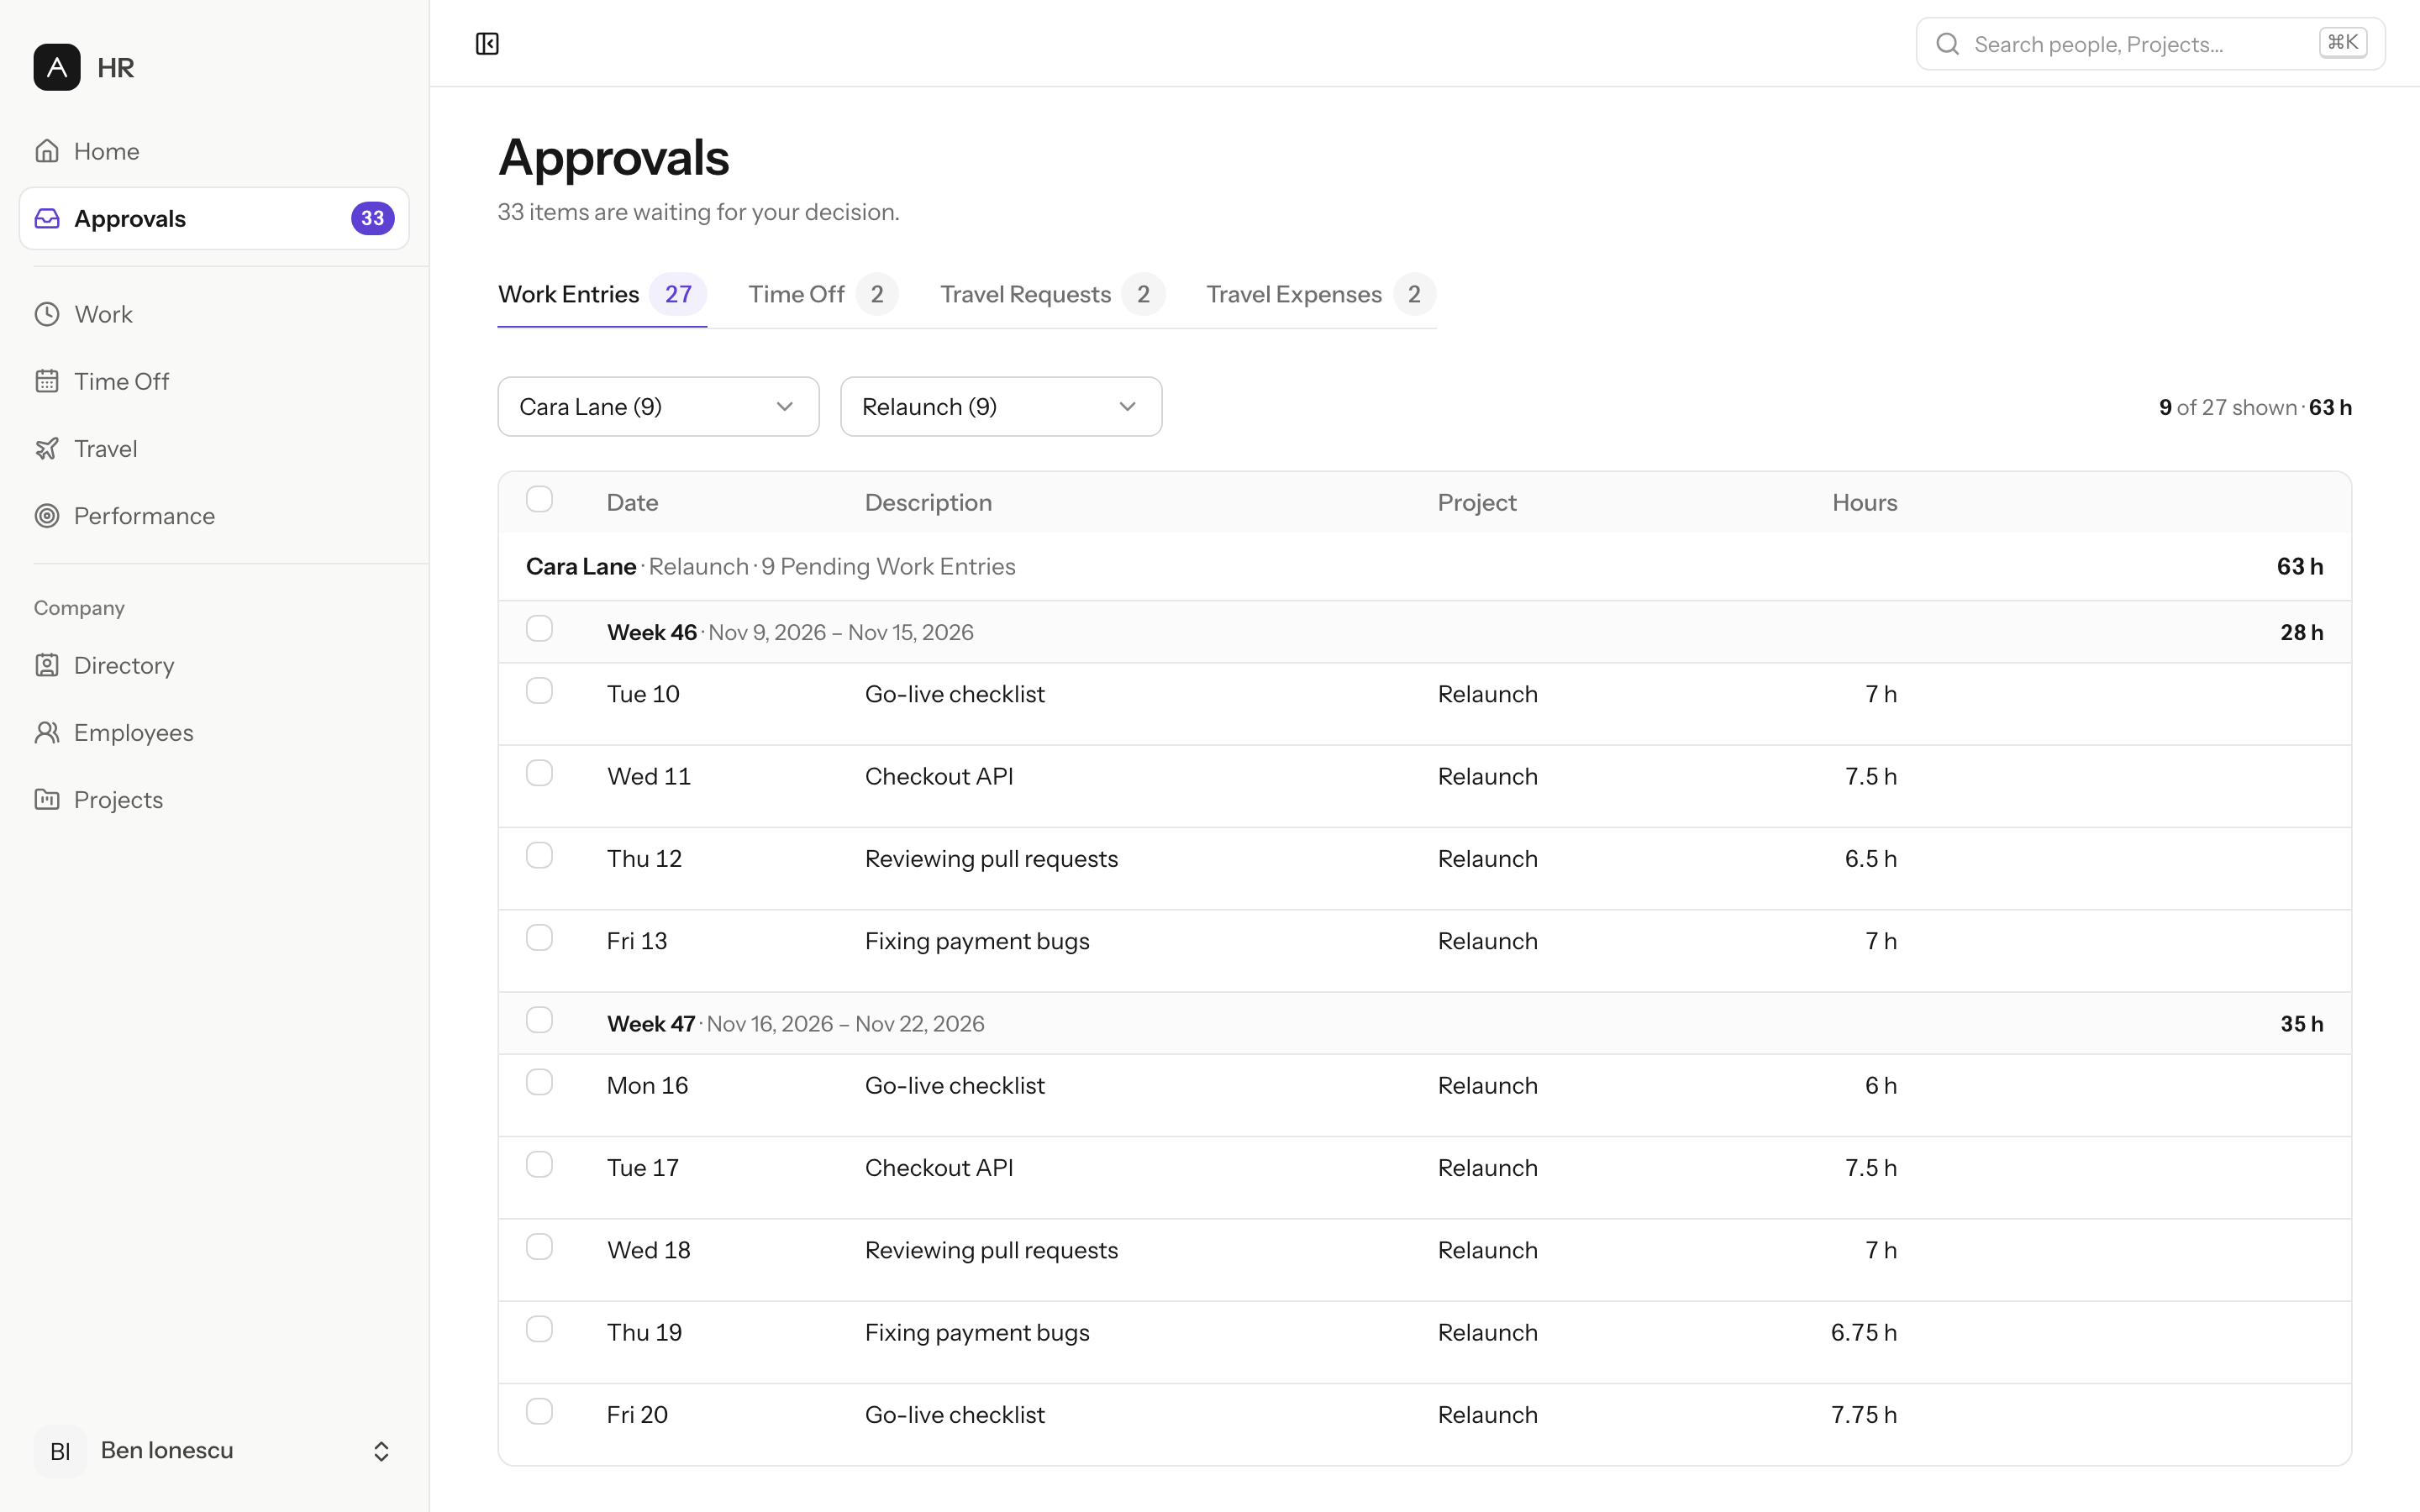 HR
Home
Approvals 33
Work
Time Off
Travel
Performance
Company
Directory
Employees
Projects
BI Ben Ionescu
Search people, Projects... ⌘K
Approvals
33 items are waiting for your decision.
Work Entries 27 Time Off 2 Travel Requests 2 Travel Expenses 2
Cara Lane (9) Relaunch (9) 9 of 27 shown · 63 h
Date Description Project Hours
Cara Lane · Relaunch · 9 Pending Work Entries 63 h
Week 46 · Nov 9, 2026 – Nov 15, 2026 28 h
Tue 10 Go-live checklist Relaunch 7 h
Wed 11 Checkout API Relaunch 7.5 h
Thu 12 Reviewing pull requests Relaunch 6.5 h
Fri 13 Fixing payment bugs Relaunch 7 h
Week 47 · Nov 16, 2026 – Nov 22, 2026 35 h
Mon 16 Go-live checklist Relaunch 6 h
Tue 17 Checkout API Relaunch 7.5 h
Wed 18 Reviewing pull requests Relaunch 7 h
Thu 19 Fixing payment bugs Relaunch 6.75 h
Fri 20 Go-live checklist Relaunch 7.75 h